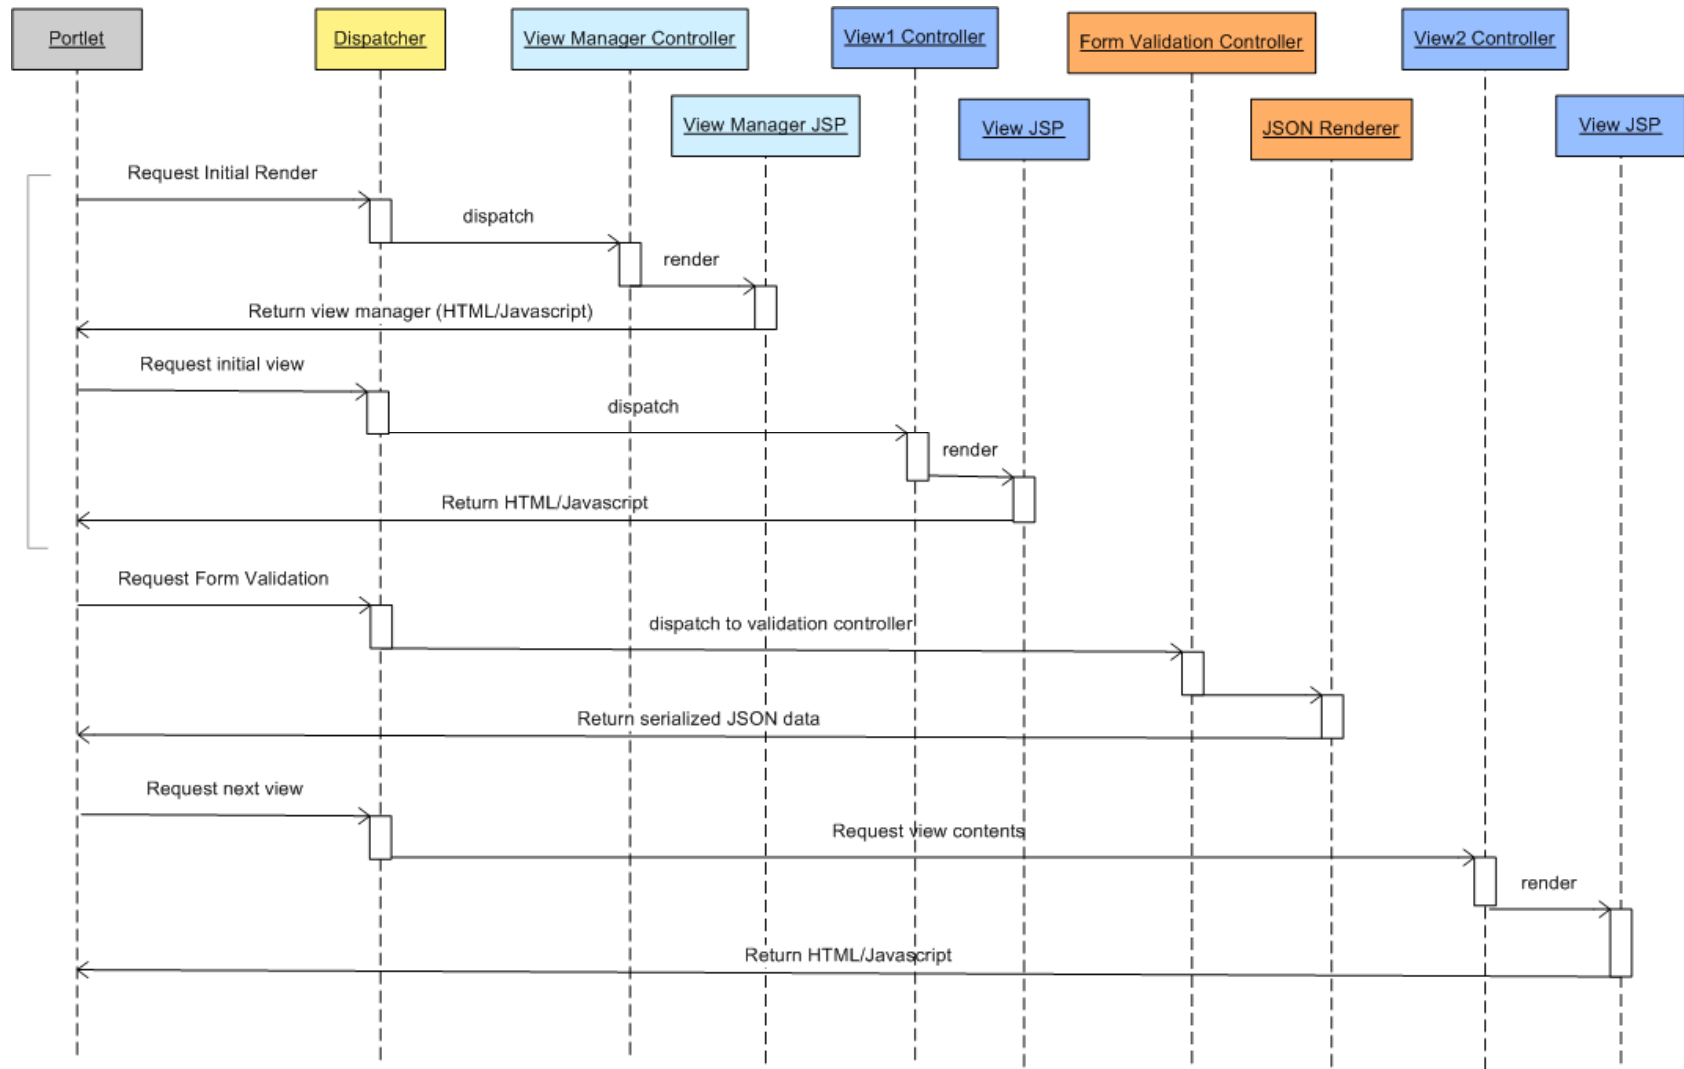 Portlet
Dispatcher
View Manager Controller
View1 Controller
Form Validation Controller
View2 Controller
View Manager JSP
View JSP
JSON Renderer
View JSP
Request Initial Render
dispatch
render
Return view manager (HTML/Javascript)
Request initial view
dispatch
render
Return HTML/Javascript
Request Form Validation
dispatch to validation controller
Return serialized JSON data
Request next view
Request view contents
render
Return HTML/Javascript